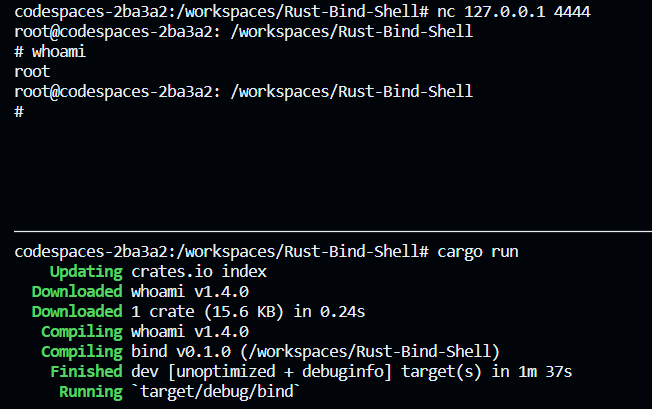 codespaces-2ba3a2:/workspaces/Rust-Bind-Shell# nc 127.0.0.1 4444
root@codespaces-2ba3a2: /workspaces/Rust-Bind-Shell
# whoami
root
root@codespaces-2ba3a2: /workspaces/Rust-Bind-Shell
#
codespaces-2ba3a2:/workspaces/Rust-Bind-Shell# cargo run
Updating crates.io index
Downloaded whoami v1.4.0
Downloaded 1 crate (15.6 KB) in 0.24s
Compiling whoami v1.4.0
Compiling bind v0.1.0 (/workspaces/Rust-Bind-Shell)
Finished dev [unoptimized + debuginfo] target(s) in 1m 37s
Running `target/debug/bind`